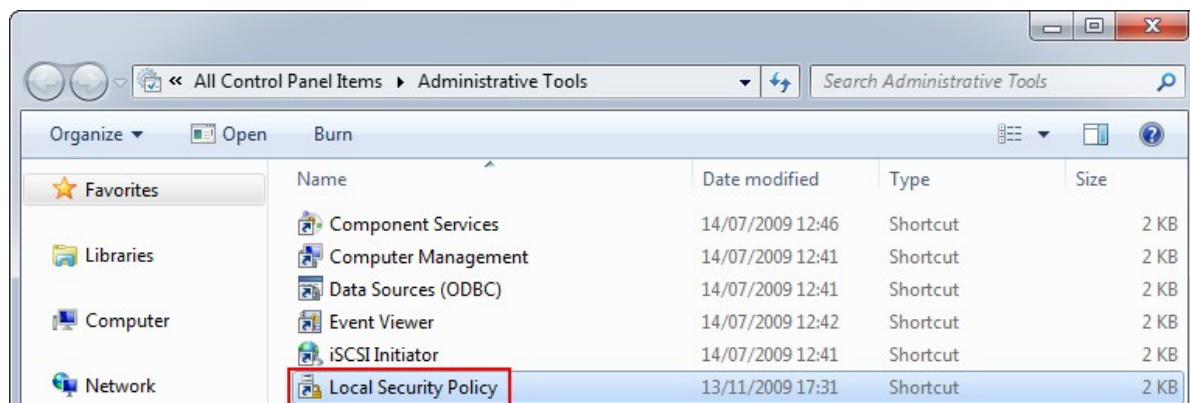 « All Control Panel Items ▸ Administrative Tools Search Administrative Tools
Organize Open Burn
Favorites
Libraries
Computer
Network
Name Date modified Type Size
Component Services 14/07/2009 12:46 Shortcut 2 KB
Computer Management 14/07/2009 12:41 Shortcut 2 KB
Data Sources (ODBC) 14/07/2009 12:41 Shortcut 2 KB
Event Viewer 14/07/2009 12:42 Shortcut 2 KB
iSCSI Initiator 14/07/2009 12:41 Shortcut 2 KB
Local Security Policy 13/11/2009 17:31 Shortcut 2 KB